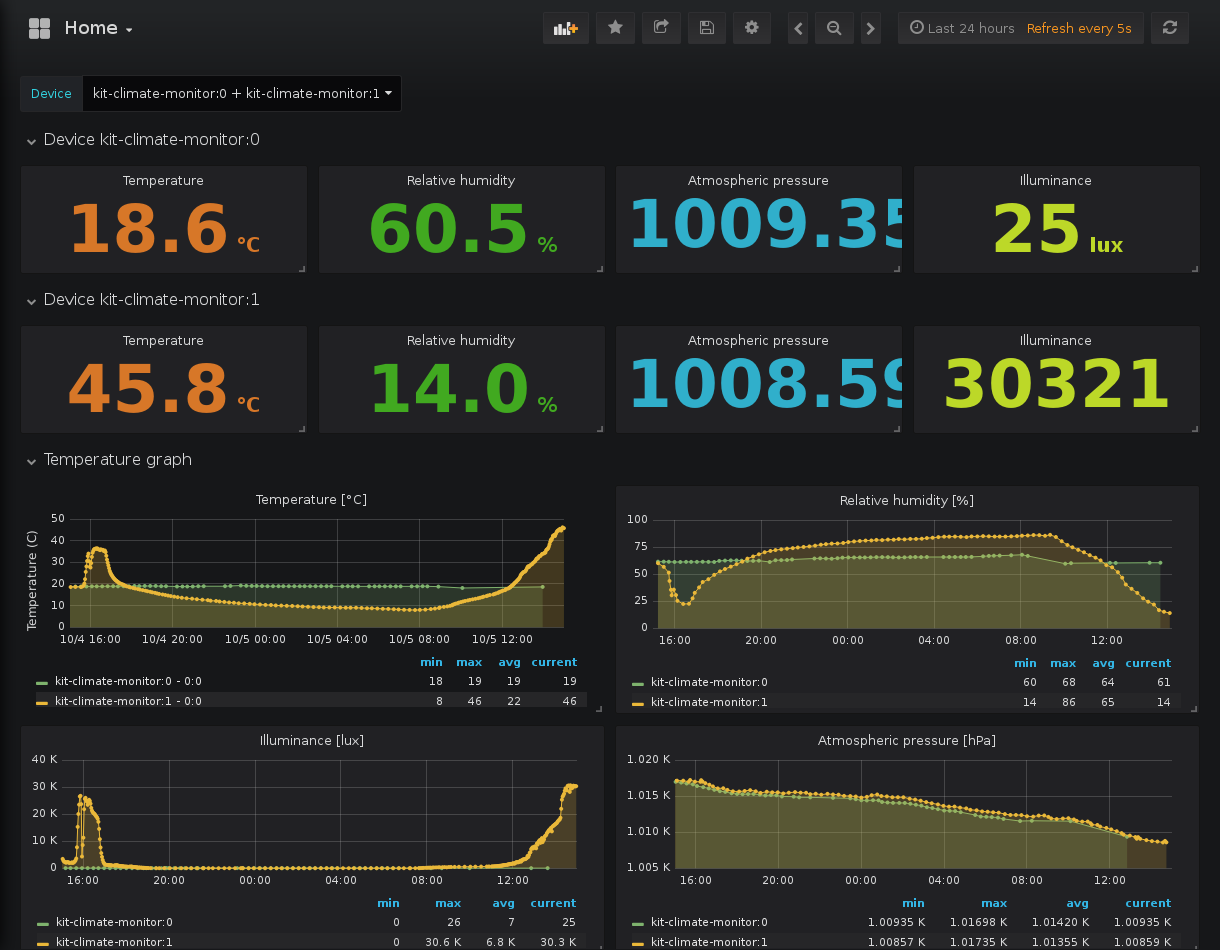 Home
Last 24 hours Refresh every 5s
Device kit-climate-monitor:0 + kit-climate-monitor:1
Device kit-climate-monitor:0
Temperature Relative humidity Atmospheric pressure Illuminance
18.6 °C 60.5 % 1009.35 25 lux
Device kit-climate-monitor:1
Temperature Relative humidity Atmospheric pressure Illuminance
45.8 °C 14.0 % 1008.59 30321
Temperature graph
Temperature [°C]
Temperature (C)
50
40
30
20
10
0
10/4 16:00 10/4 20:00 10/5 00:00 10/5 04:00 10/5 08:00 10/5 12:00
min max avg current
kit-climate-monitor:0 - 0:0 18 19 19 19
kit-climate-monitor:1 - 0:0 8 46 22 46
Relative humidity [%]
100
75
50
25
0
16:00 20:00 00:00 04:00 08:00 12:00
min max avg current
kit-climate-monitor:0 60 68 64 61
kit-climate-monitor:1 14 86 65 14
Illuminance [lux]
40 K
30 K
20 K
10 K
0
16:00 20:00 00:00 04:00 08:00 12:00
min max avg current
kit-climate-monitor:0 0 26 7 25
kit-climate-monitor:1 0 30.6 K 6.8 K 30.3 K
Atmospheric pressure [hPa]
1.020 K
1.015 K
1.010 K
1.005 K
16:00 20:00 00:00 04:00 08:00 12:00
min max avg current
kit-climate-monitor:0 1.00935 K 1.01698 K 1.01420 K 1.00935 K
kit-climate-monitor:1 1.00857 K 1.01735 K 1.01355 K 1.00859 K